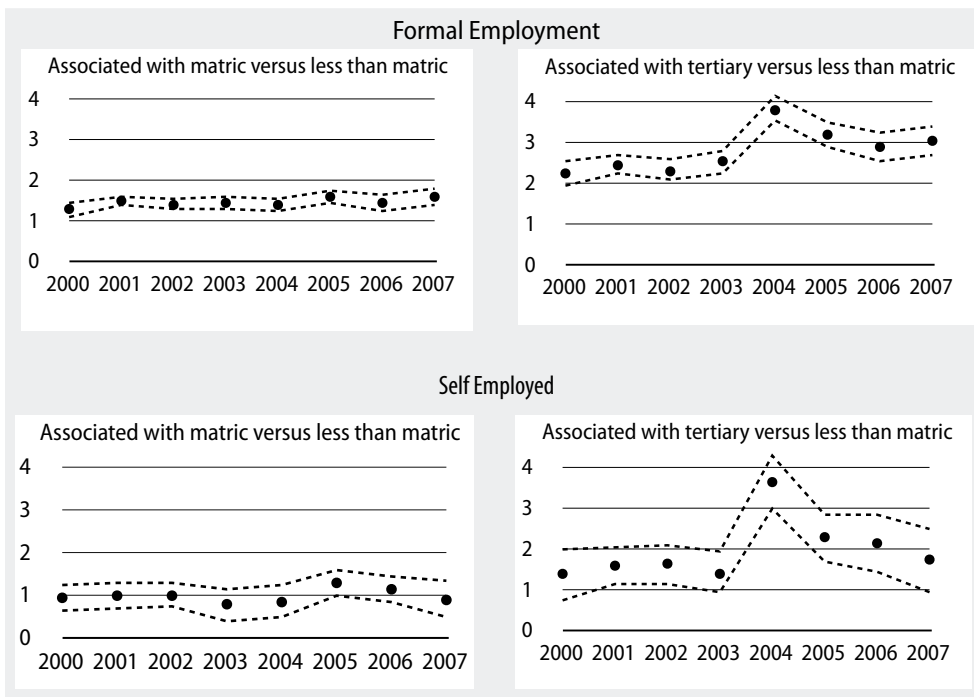 Formal Employment
Associated with matric versus less than matric
4
3
2
1
0
2000 2001 2002 2003 2004 2005 2006 2007
Associated with tertiary versus less than matric
4
3
2
1
0
2000 2001 2002 2003 2004 2005 2006 2007
Self Employed
Associated with matric versus less than matric
4
3
2
1
0
2000 2001 2002 2003 2004 2005 2006 2007
Associated with tertiary versus less than matric
4
3
2
1
0
2000 2001 2002 2003 2004 2005 2006 2007